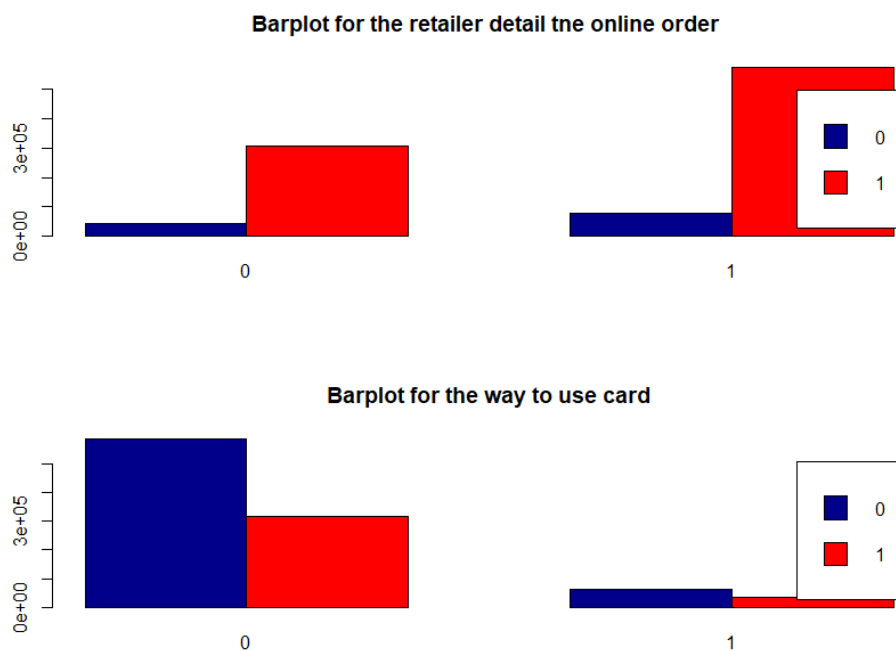 Barplot for the retailer detail tne online order
3e+05
0e+00
0
1
0
1
Barplot for the way to use card
3e+05
0e+00
0
1
0
1